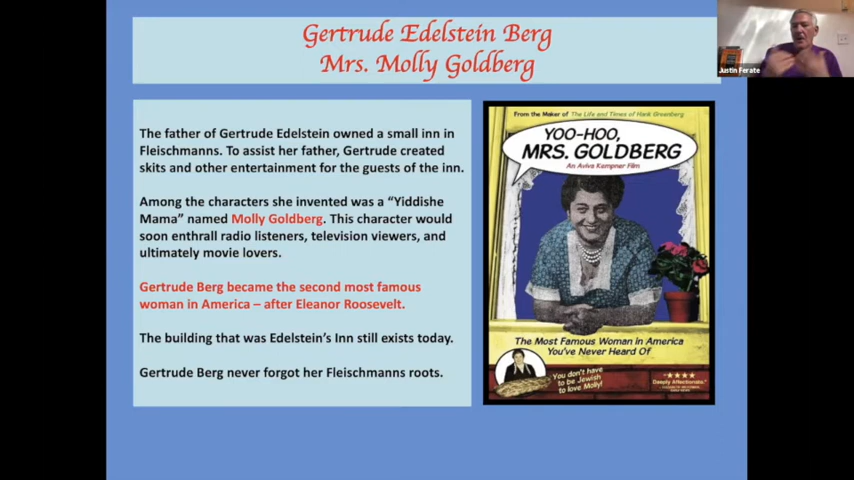 Gertrude Edelstein Berg
Mrs. Molly Goldberg
Justin Ferate
The father of Gertrude Edelstein owned a small inn in
Fleischmanns. To assist her father, Gertrude created
skits and other entertainment for the guests of the inn.
Among the characters she invented was a “Yiddishe
Mama” named Molly Goldberg. This character would
soon enthrall radio listeners, television viewers, and
ultimately movie lovers.
Gertrude Berg became the second most famous
woman in America – after Eleanor Roosevelt.
The building that was Edelstein’s Inn still exists today.
Gertrude Berg never forgot her Fleischmanns roots.
From the Maker of The Life and Times of Hank Greenberg
YOO-HOO,
MRS. GOLDBERG
An Aviva Kempner Film
The Most Famous Woman in America
You've Never Heard Of
You don't have
to be Jewish
to love Molly!
★★★★
"Deeply Affectionate."